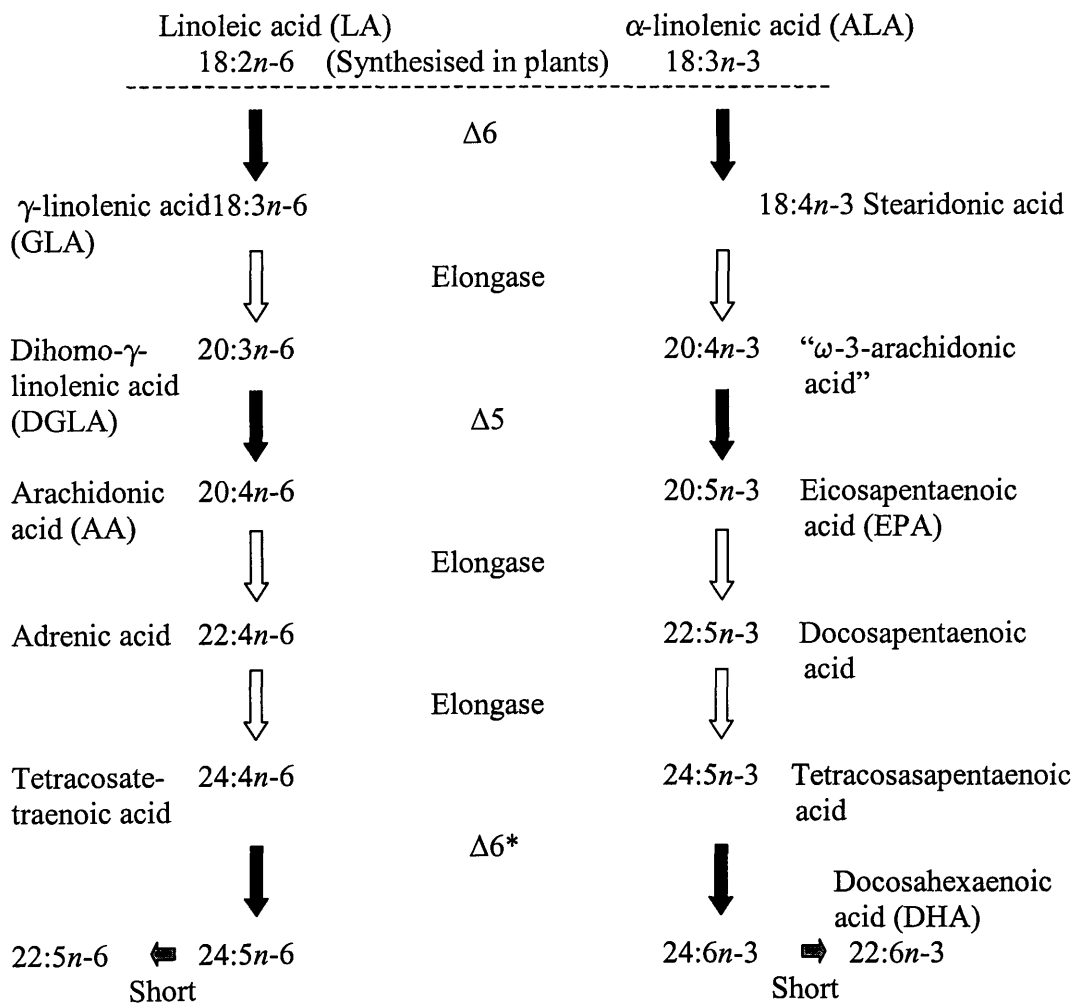 Linoleic acid (LA) α-linolenic acid (ALA)
18:2n-6 (Synthesised in plants) 18:3n-3
Δ6
γ-linolenic acid18:3n-6 18:4n-3 Stearidonic acid
(GLA)
Elongase
Dihomo-γ- 20:3n-6 20:4n-3 “ω-3-arachidonic
linolenic acid acid”
(DGLA) Δ5
Arachidonic 20:4n-6 20:5n-3 Eicosapentaenoic
acid (AA) acid (EPA)
Elongase
Adrenic acid 22:4n-6 22:5n-3 Docosapentaenoic
acid
Elongase
Tetracosate- 24:4n-6 24:5n-3 Tetracosasapentaenoic
traenoic acid acid
Δ6*
Docosahexaenoic
acid (DHA)
22:5n-6 24:5n-6 24:6n-3 22:6n-3
Short Short